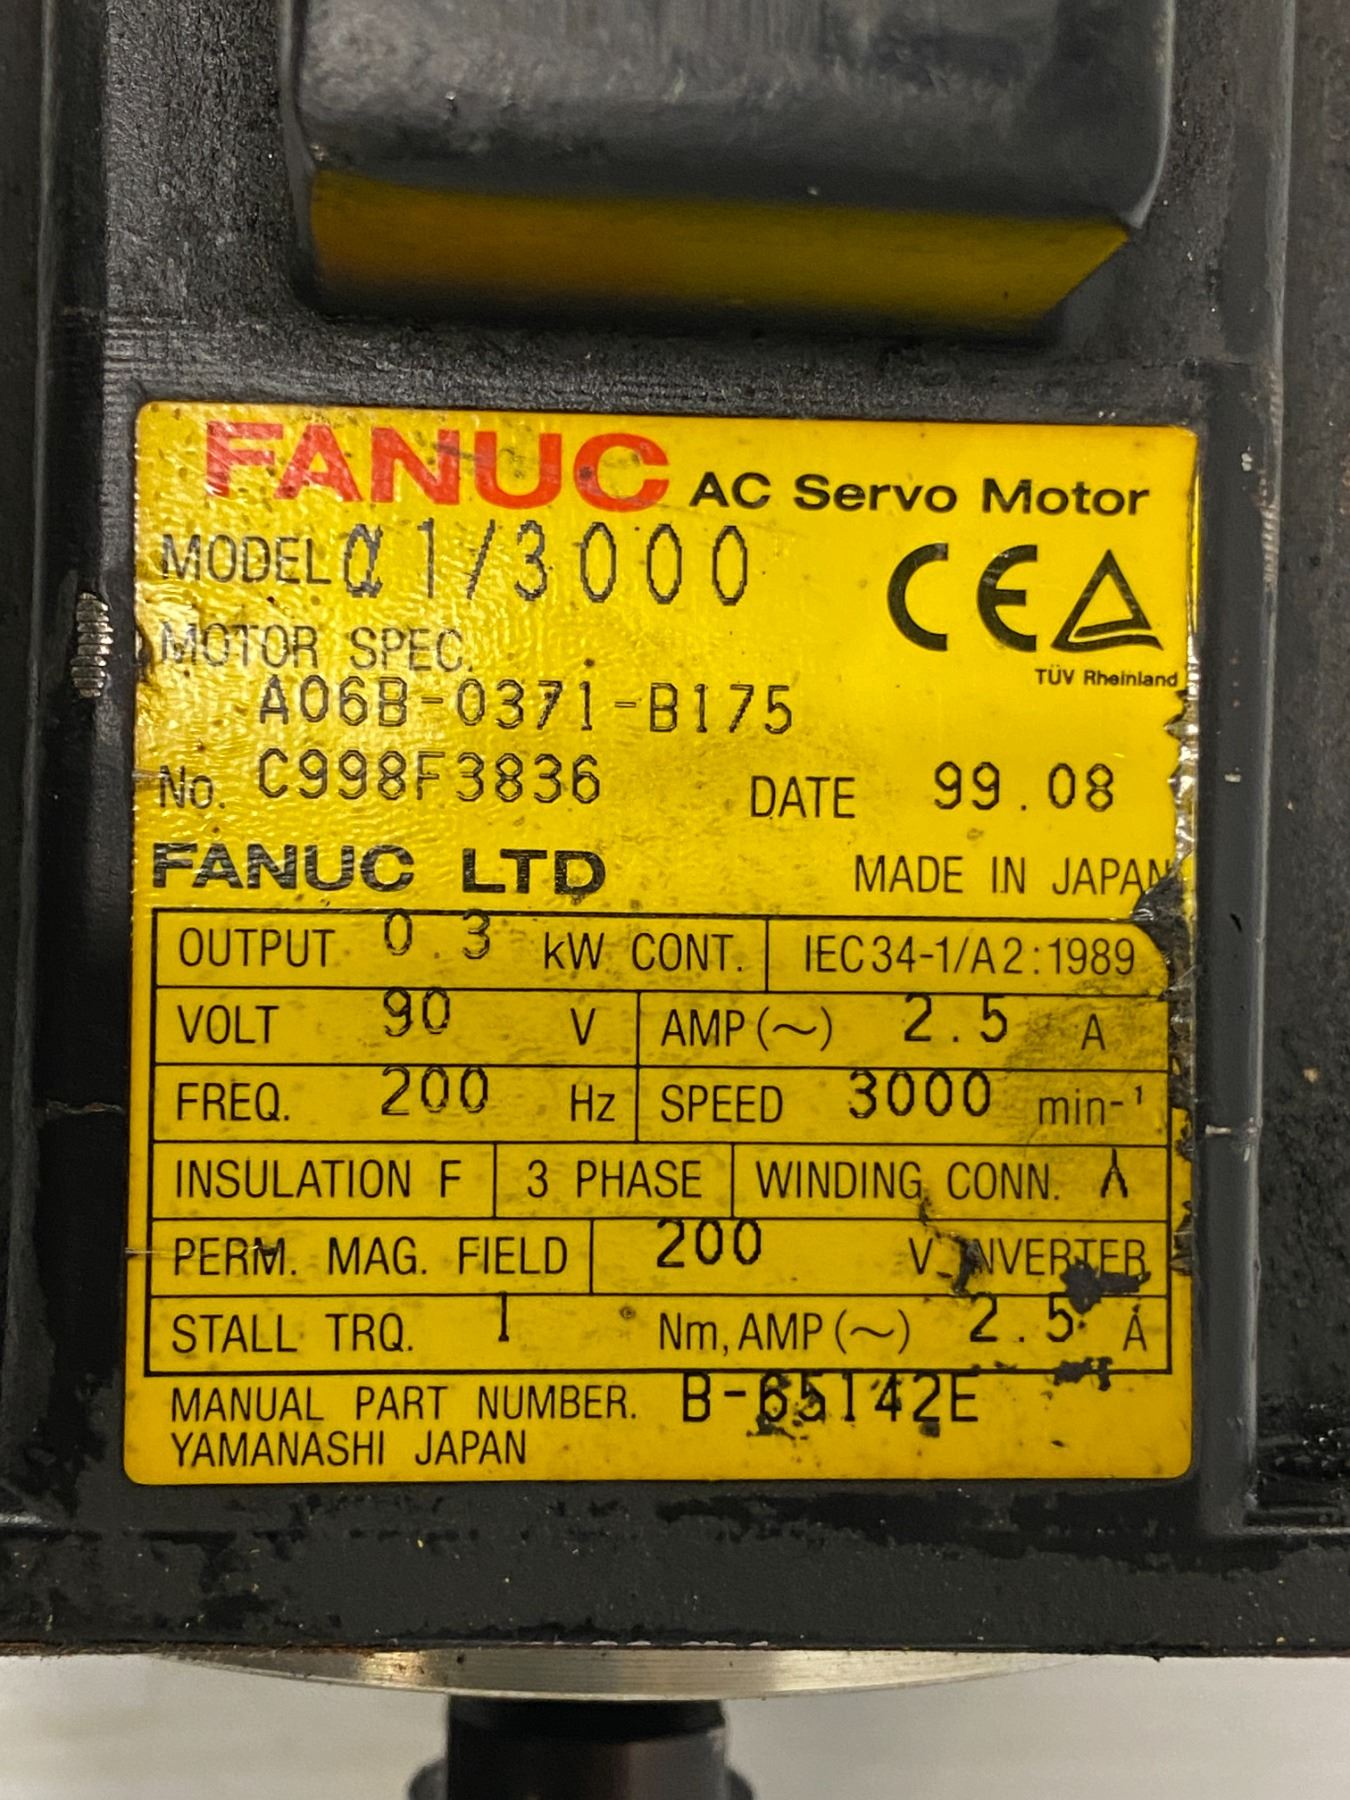 FANUC AC Servo Motor
MODEL α1/3000
CE
TÜV Rheinland
MOTOR SPEC.
A06B-0371-B175
No. C998F3836 DATE 99.08
FANUC LTD MADE IN JAPAN
OUTPUT 0.3 kW CONT. IEC34-1/A2:1989
VOLT 90 V AMP(~) 2.5 A
FREQ. 200 Hz SPEED 3000 min-¹
INSULATION F 3 PHASE WINDING CONN. Y
PERM. MAG. FIELD 200 V INVERTER
STALL TRQ. 1 Nm, AMP(~) 2.5 A
MANUAL PART NUMBER. B-65142E
YAMANASHI JAPAN